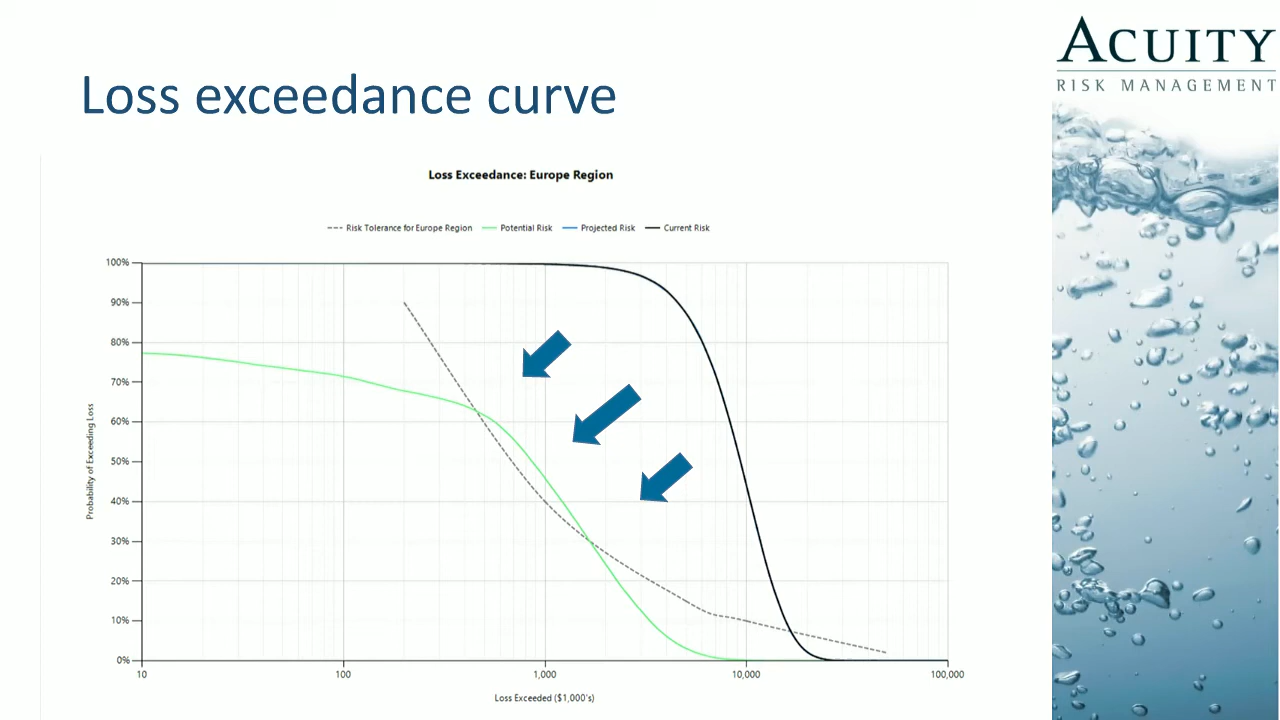 ACUITY
RISK MANAGEMENT
Loss exceedance curve
Loss Exceedance: Europe Region
Risk Tolerance for Europe Region Potential Risk Projected Risk Current Risk
100%
90%
80%
70%
60%
50%
40%
30%
20%
10%
0%
Probability of Exceeding Loss
10 100 1,000 10,000 100,000
Loss Exceeded ($1,000's)